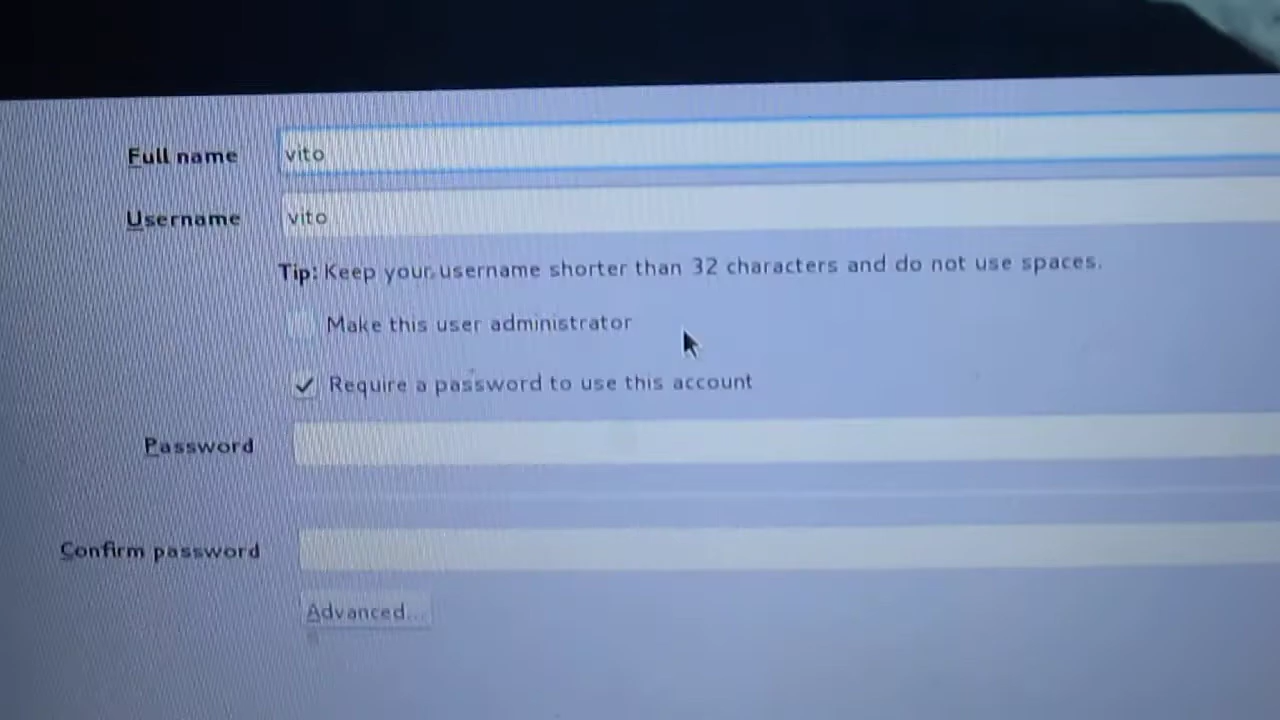 Full name vito
Username vito
Tip: Keep your username shorter than 32 characters and do not use spaces.
Make this user administrator
Require a password to use this account
Password
Confirm password
Advanced...